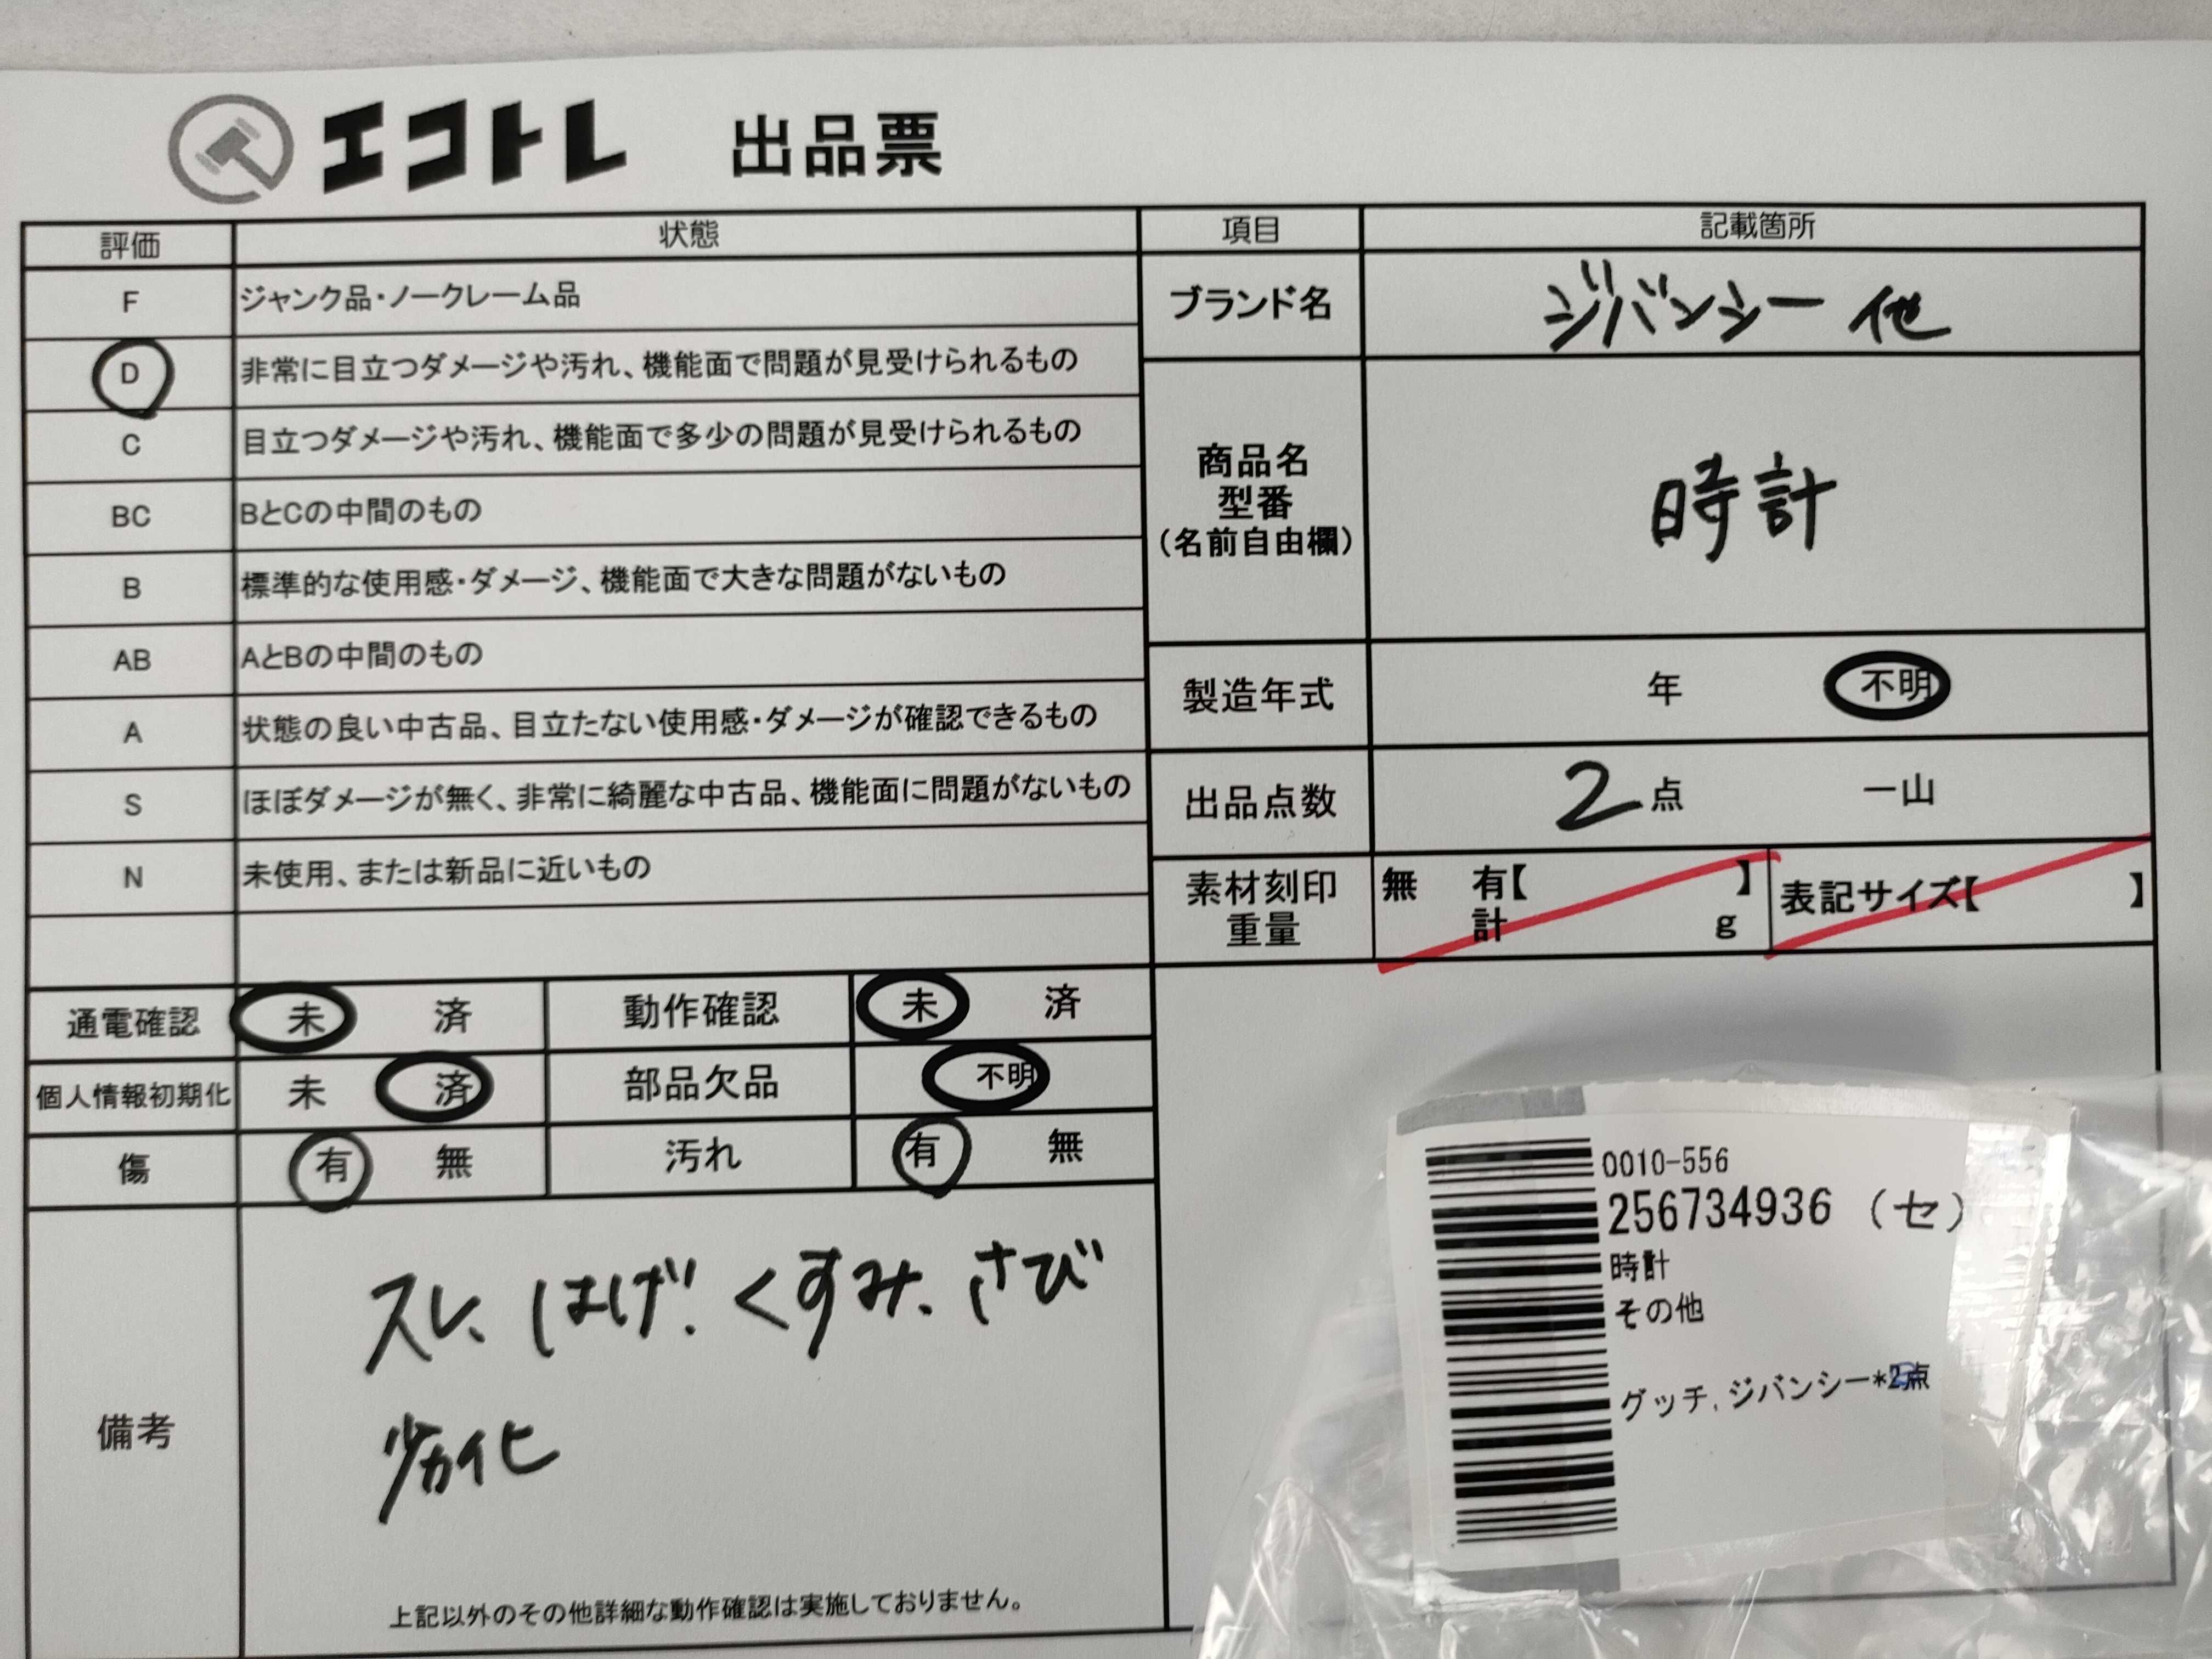 エコトレ 出品票
評価 状態 項目 記載箇所
F ジャンク品・ノークレーム品
D 非常に目立つダメージや汚れ、機能面で問題が見受けられるもの
C 目立つダメージや汚れ、機能面で多少の問題が見受けられるもの
BC BとCの中間のもの
B 標準的な使用感・ダメージ、機能面で大きな問題がないもの
AB AとBの中間のもの
A 状態の良い中古品、目立たない使用感・ダメージが確認できるもの
S ほぼダメージが無く、非常に綺麗な中古品、機能面に問題がないもの
N 未使用、または新品に近いもの
ブランド名 ジバンシー 他
商品名
型番
(名前自由欄)
時計
製造年式 年 不明
出品点数 2点 一山
素材刻印 無 有【 】 表記サイズ【 】
重量 計 g
通電確認 未 済 動作確認 未 済
個人情報初期化 未 済 部品欠品 不明
傷 有 無 汚れ 有 無
備考
スレ、はげ、くすみ、さび
劣化
上記以外のその他詳細な動作確認は実施しておりません。
0010-556
256734936 (セ)
時計
その他
グッチ,ジバンシー*2点